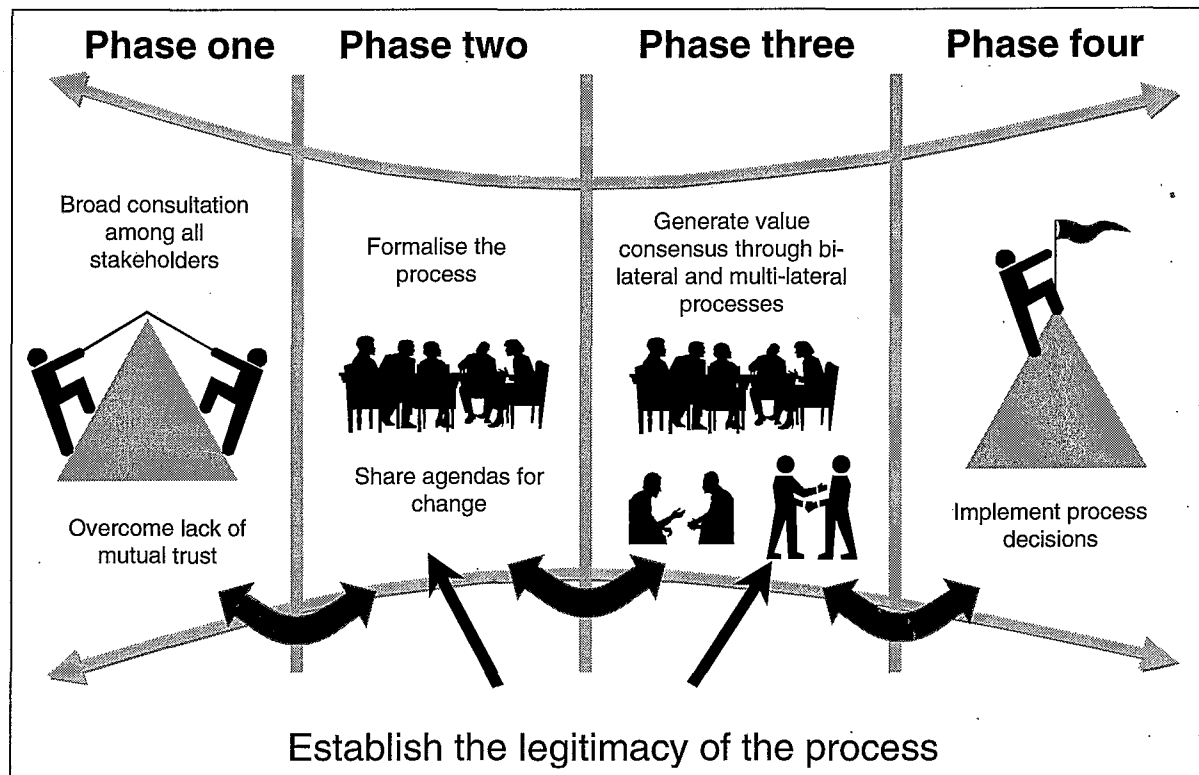 Phase one
Phase two
Phase three
Phase four
Broad consultation
among all
stakeholders
Overcome lack of
mutual trust
Formalise the
process
Share agendas for
change
Generate value
consensus through bi-
lateral and multi-lateral
processes
Implement process
decisions
Establish the legitimacy of the process